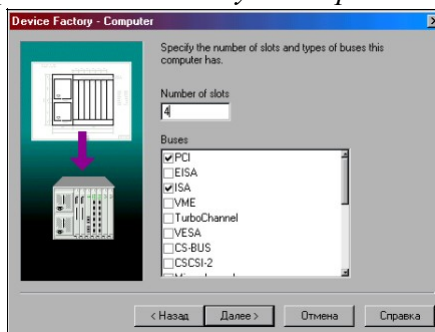 Device Factory - Computer
Specify the number of slots and types of buses this
computer has.
Number of slots
4
Buses
PCI
EISA
ISA
VME
TurboChannel
VESA
CS-BUS
CSCSI-2
< Назад
Далее >
Отмена
Справка